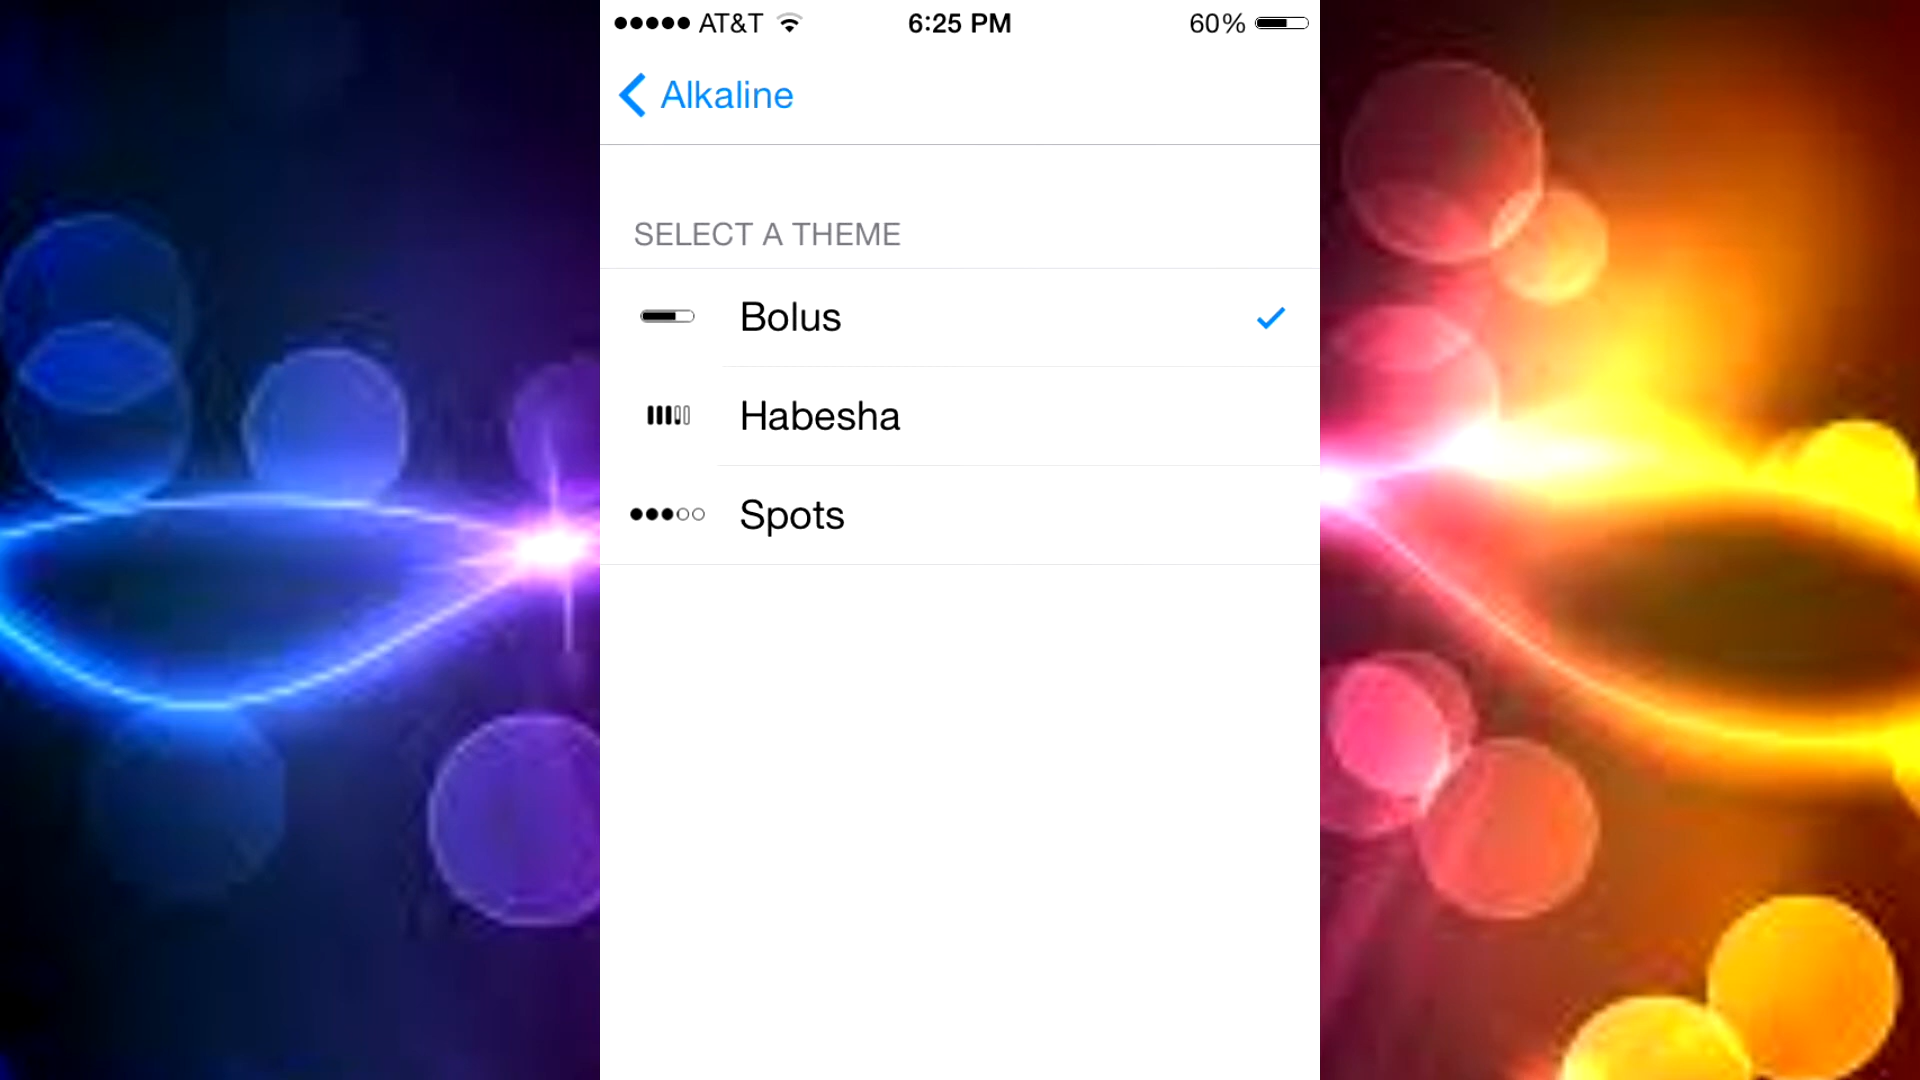 AT&T 6:25 PM 60%
Alkaline
SELECT A THEME
Bolus
Habesha
Spots